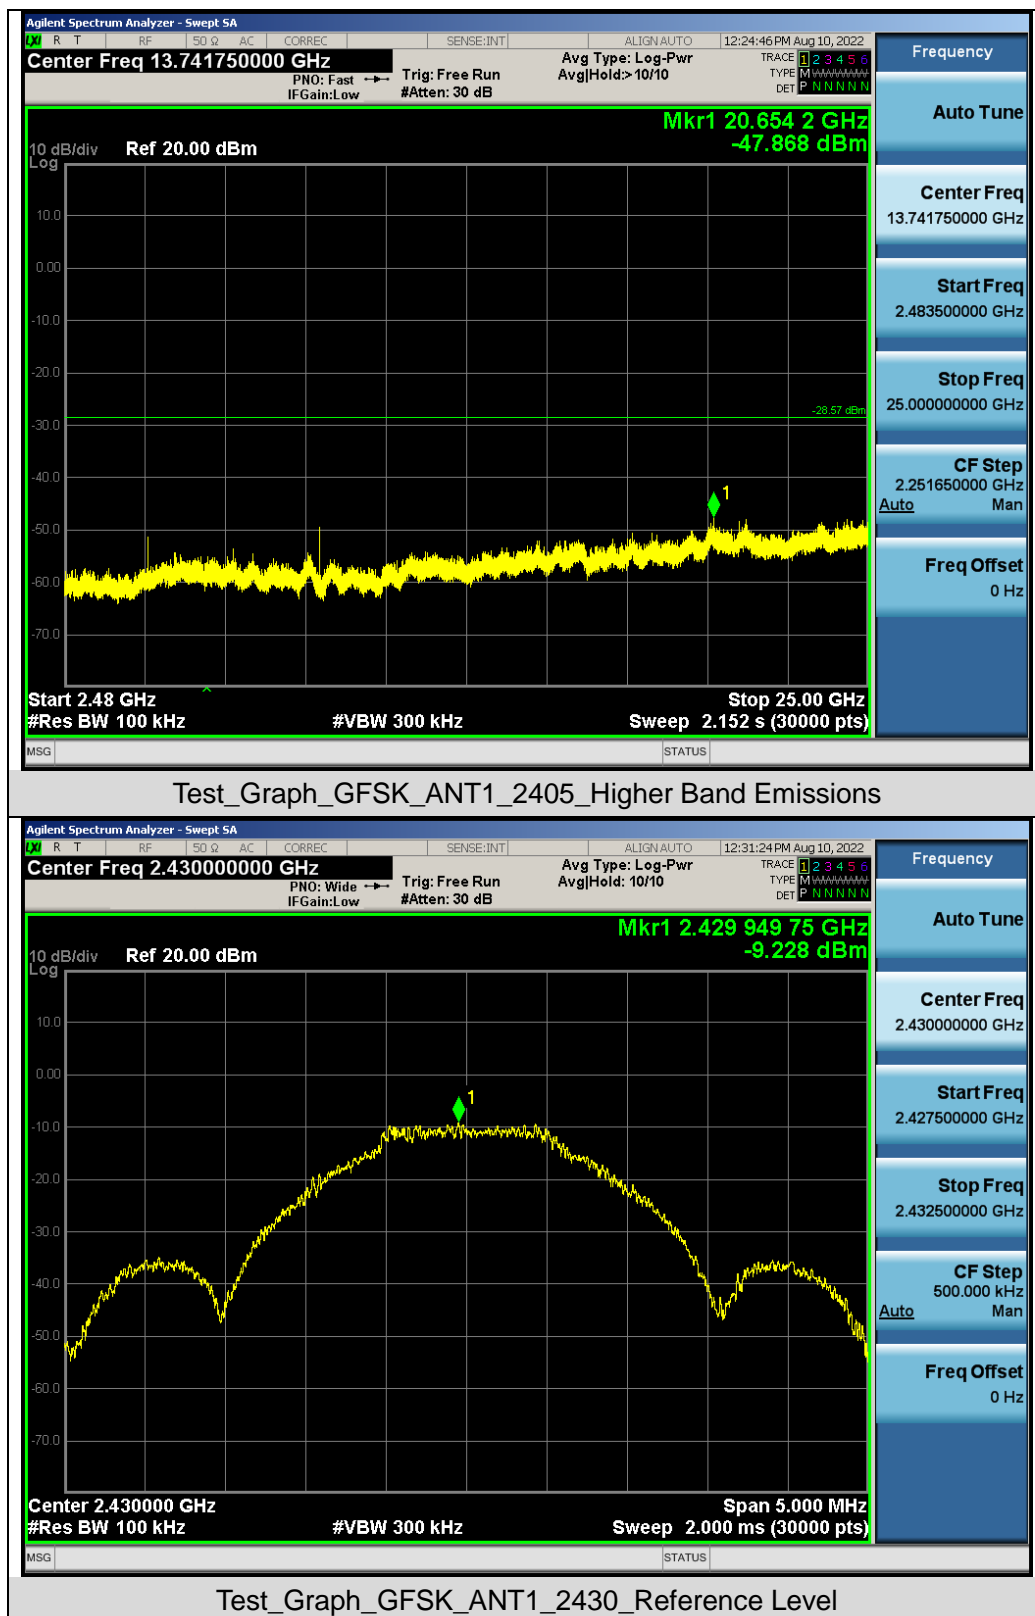 Agilent Spectrum Analyzer - Swept SA
LXI R T RF 50 Ω AC CORREC SENSE:INT ALIGN AUTO 12:24:46 PM Aug 10, 2022
Center Freq 13.741750000 GHz
PNO: Fast
IFGain:Low
Trig: Free Run
#Atten: 30 dB
Avg Type: Log-Pwr
Avg|Hold:>10/10
TRACE 1 2 3 4 5 6
TYPE M
DET P N N N N N
Mkr1 20.654 2 GHz
-47.868 dBm
10 dB/div Ref 20.00 dBm
Log
10.0
0.00
-10.0
-20.0
-28.57 dBm
-30.0
-40.0
1
-50.0
-60.0
-70.0
Start 2.48 GHz Stop 25.00 GHz
#Res BW 100 kHz #VBW 300 kHz Sweep 2.152 s (30000 pts)
MSG STATUS
Frequency
Auto Tune
Center Freq
13.741750000 GHz
Start Freq
2.483500000 GHz
Stop Freq
25.000000000 GHz
CF Step
2.251650000 GHz
Auto Man
Freq Offset
0 Hz
Test_Graph_GFSK_ANT1_2405_Higher Band Emissions
Agilent Spectrum Analyzer - Swept SA
LXI R T RF 50 Ω AC CORREC SENSE:INT ALIGN AUTO 12:31:24 PM Aug 10, 2022
Center Freq 2.430000000 GHz
PNO: Wide
IFGain:Low
Trig: Free Run
#Atten: 30 dB
Avg Type: Log-Pwr
Avg|Hold: 10/10
TRACE 1 2 3 4 5 6
TYPE M
DET P N N N N N
Mkr1 2.429 949 75 GHz
-9.228 dBm
10 dB/div Ref 20.00 dBm
Log
10.0
0.00
1
-10.0
-20.0
-30.0
-40.0
-50.0
-60.0
-70.0
Center 2.430000 GHz Span 5.000 MHz
#Res BW 100 kHz #VBW 300 kHz Sweep 2.000 ms (30000 pts)
MSG STATUS
Frequency
Auto Tune
Center Freq
2.430000000 GHz
Start Freq
2.427500000 GHz
Stop Freq
2.432500000 GHz
CF Step
500.000 kHz
Auto Man
Freq Offset
0 Hz
Test_Graph_GFSK_ANT1_2430_Reference Level